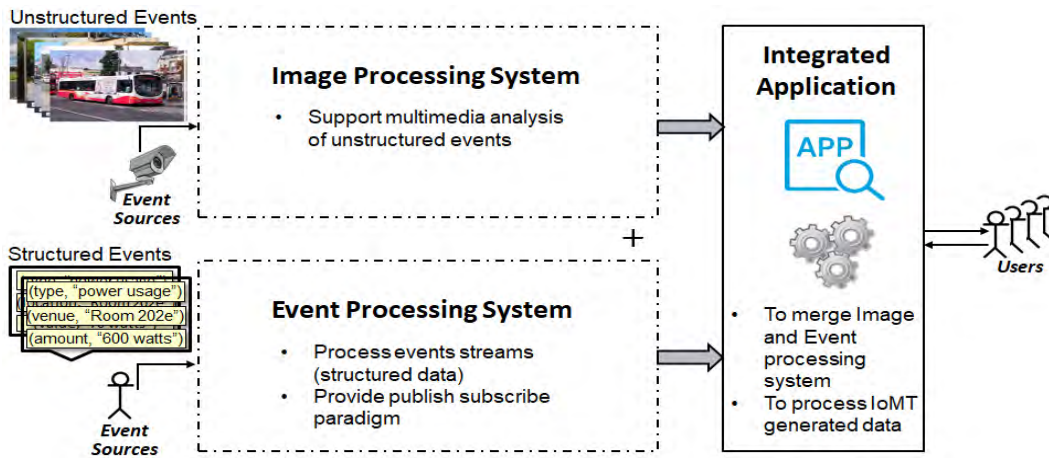 Unstructured Events
Event
Sources
Image Processing System
• Support multimedia analysis
of unstructured events
Structured Events
(type, “power usage”)
(venue, “Room 202e”)
(amount, “600 watts”)
Event
Sources
Event Processing System
• Process events streams
(structured data)
• Provide publish subscribe
paradigm
+
Integrated
Application
APP
• To merge Image
and Event
processing
system
• To process IoMT
generated data
Users